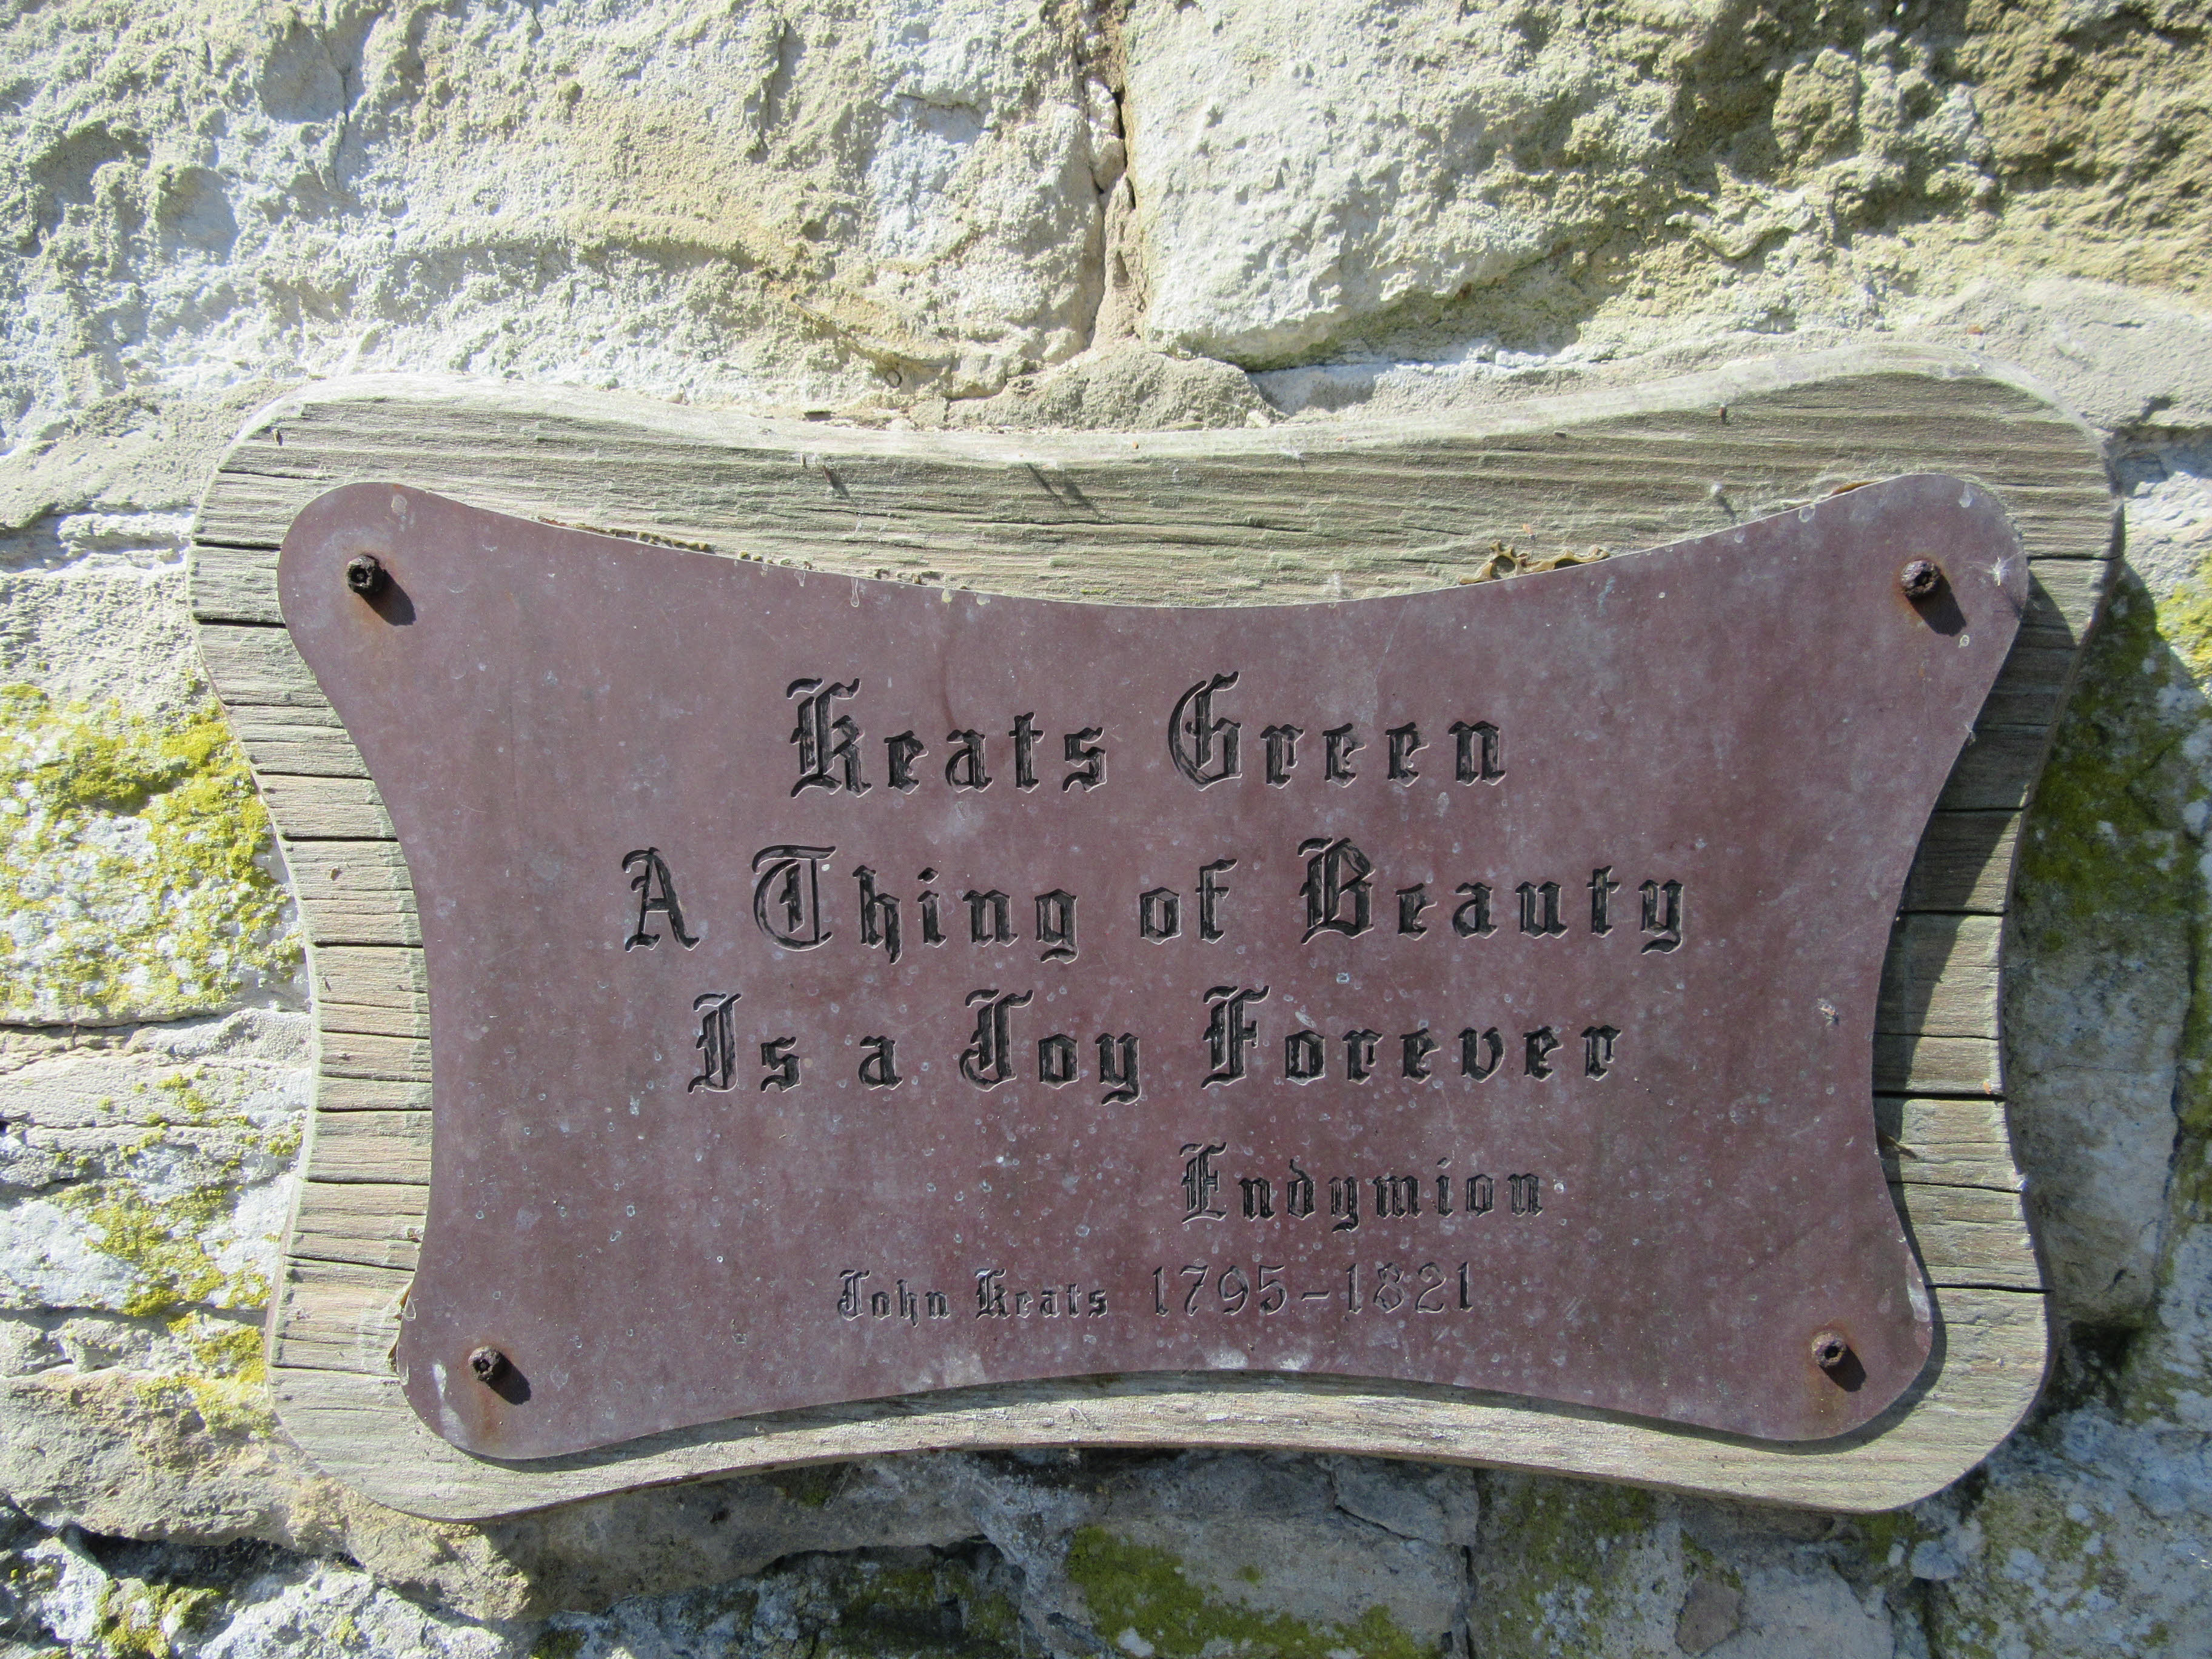 Keats Green
A Thing of Beauty
Is a Joy Forever
Endymion
John Keats 1795-1821